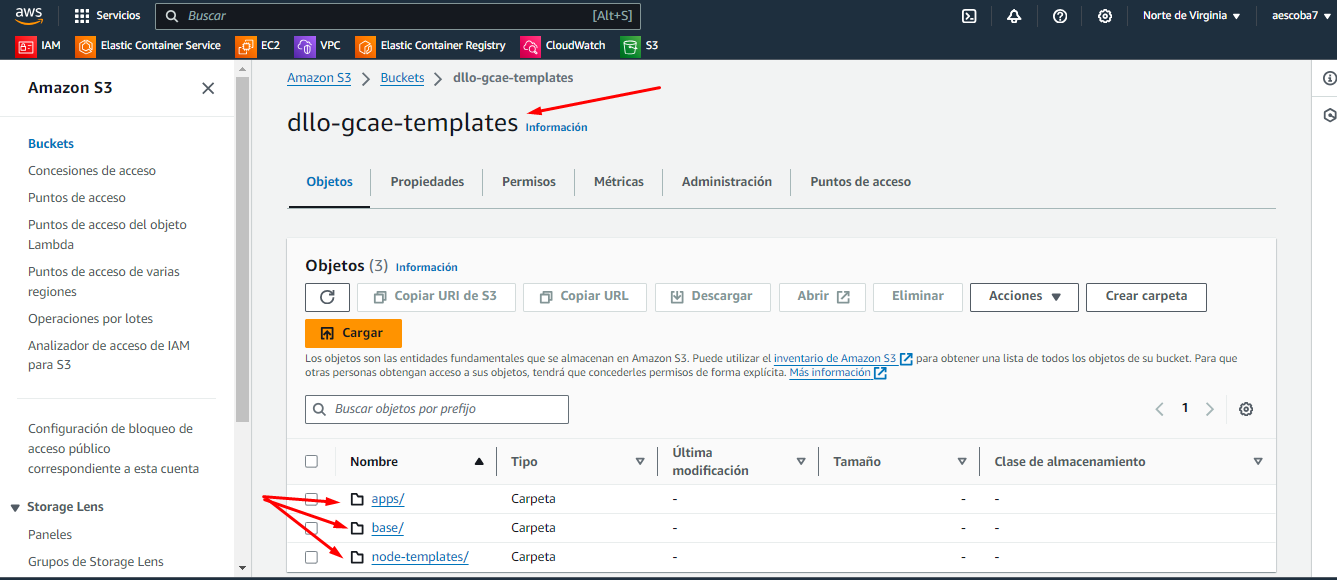 aws
Servicios
Buscar
[Alt+S]
Norte de Virginia
aescoba7
IAM
Elastic Container Service
EC2
VPC
Elastic Container Registry
CloudWatch
S3
Amazon S3
Buckets
Concesiones de acceso
Puntos de acceso
Puntos de acceso del objeto
Lambda
Puntos de acceso de varias
regiones
Operaciones por lotes
Analizador de acceso de IAM
para S3
Configuración de bloqueo de
acceso público
correspondiente a esta cuenta
Storage Lens
Paneles
Grupos de Storage Lens
Amazon S3 > Buckets > dllo-gcae-templates
dllo-gcae-templates Información
Objetos
Propiedades
Permisos
Métricas
Administración
Puntos de acceso
Objetos (3) Información
Copiar URI de S3
Copiar URL
Descargar
Abrir
Eliminar
Acciones
Crear carpeta
Cargar
Los objetos son las entidades fundamentales que se almacenan en Amazon S3. Puede utilizar el inventario de Amazon S3 para obtener una lista de todos los objetos de su bucket. Para que
otras personas obtengan acceso a sus objetos, tendrá que concederles permisos de forma explícita. Más información
Buscar objetos por prefijo
1
Nombre
Tipo
Última
modificación
Tamaño
Clase de almacenamiento
apps/ Carpeta - - -
base/ Carpeta - - -
node-templates/ Carpeta - - -